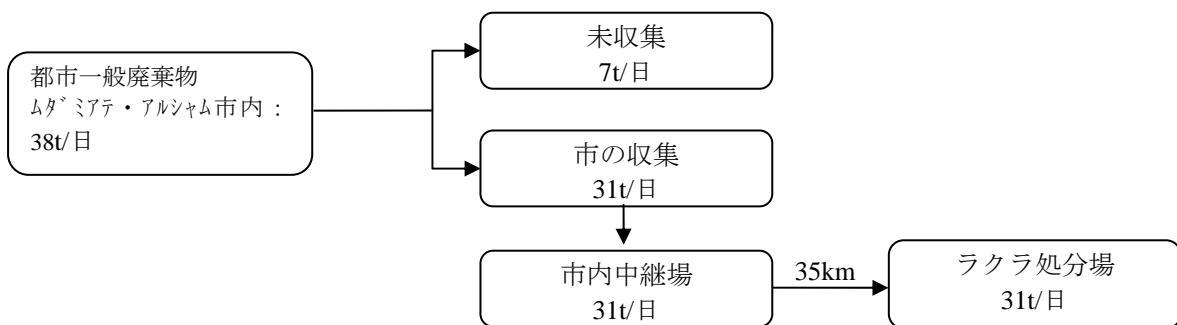 都市一般廃棄物
ﾑﾀﾞﾐｱﾃ・ｱﾙｼｬﾑ市内：
38t/日
未収集
7t/日
市の収集
31t/日
市内中継場
31t/日
35km
ラクラ処分場
31t/日